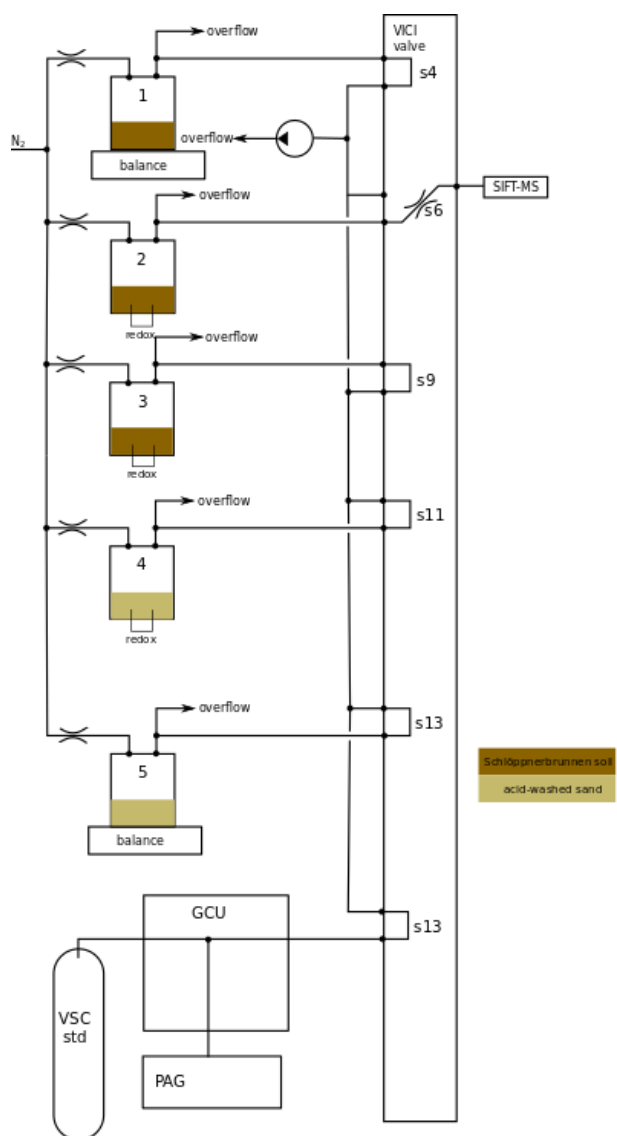 overflow
VICI
valve
1
s4
N₂
overflow
balance
overflow
SIFT-MS
s6
2
redox
overflow
3
s9
redox
overflow
s11
4
redox
overflow
s13
5
Schlöppnerbrunnen soil
acid-washed sand
balance
GCU
s13
VSC
std
PAG